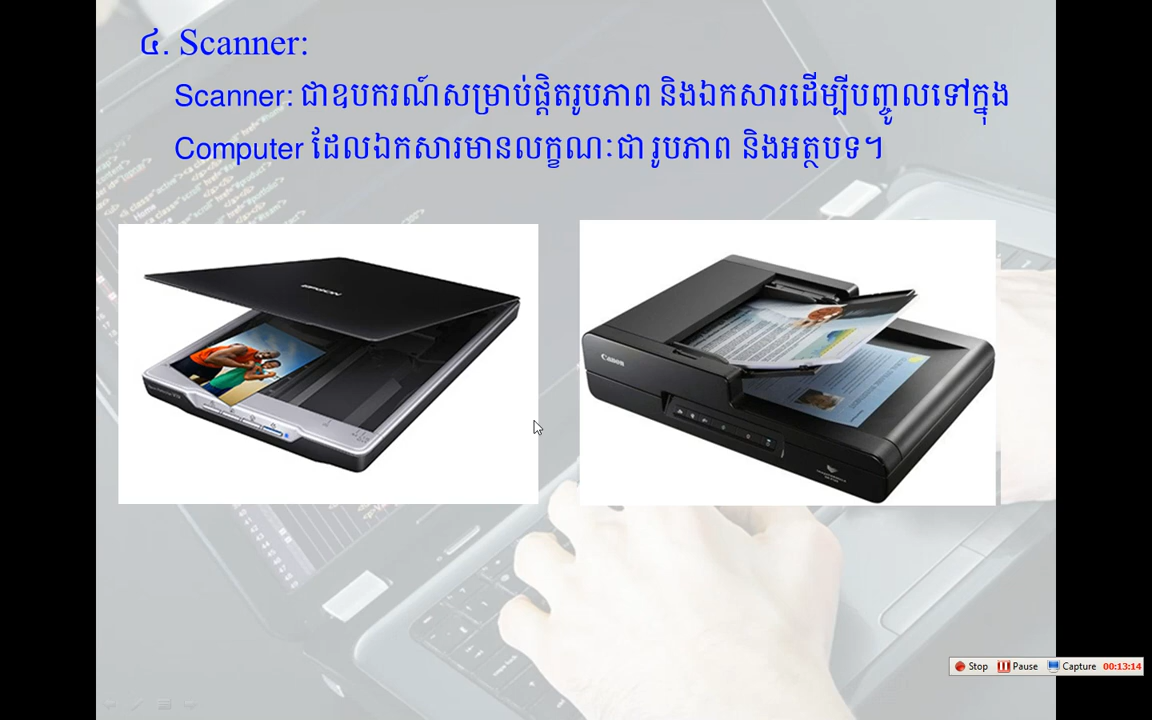 ៤. Scanner:
Scanner: ជាឧបករណ៍សម្រាប់ផ្តិតរូបភាព និងឯកសារដើម្បីបញ្ចូលទៅក្នុង
Computer ដែលឯកសារមានលក្ខណៈជា រូបភាព និងអត្ថបទ។
EPSON
Canon
Stop Pause Capture 00:13:14